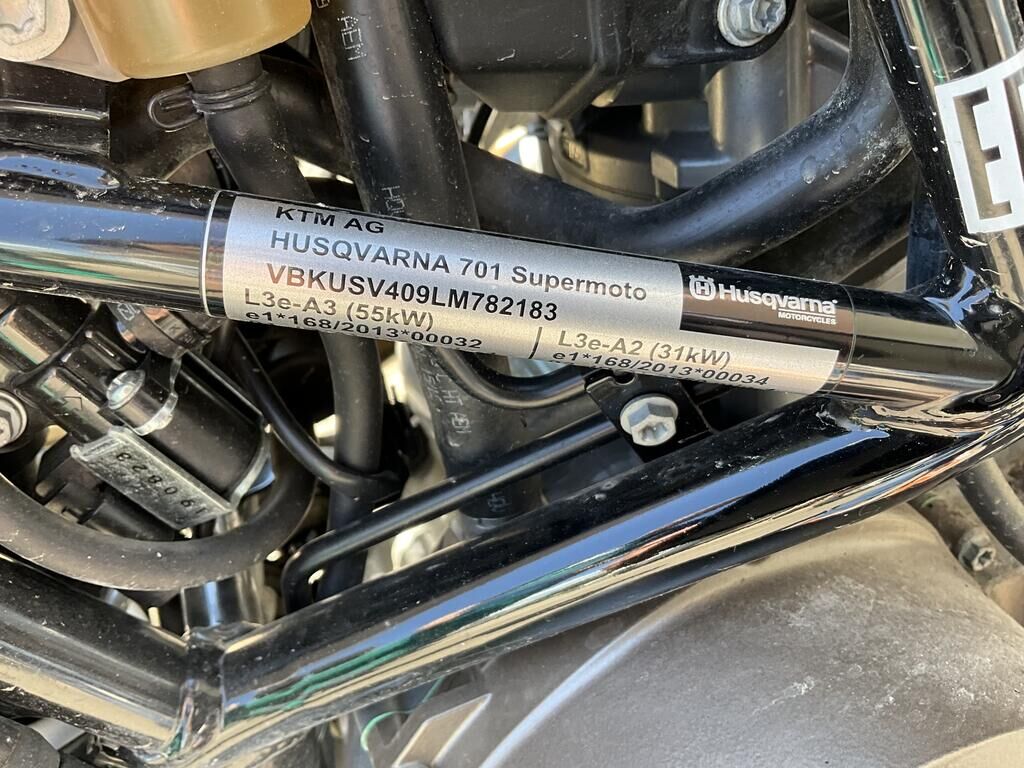 KTM AG
HUSQVARNA 701 Supermoto
VBKUSV409LM782183
L3e-A3 (55kW)
e1*168/2013*00032
/ L3e-A2 (31kW)
e1*168/2013*00034
Husqvarna
MOTORCYCLES
190823